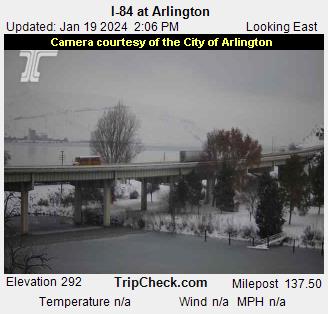 I-84 at Arlington
Updated: Jan 19 2024 2:06 PM Looking East
Camera courtesy of the City of Arlington
Elevation 292 TripCheck.com Milepost 137.50
Temperature n/a Wind n/a MPH n/a